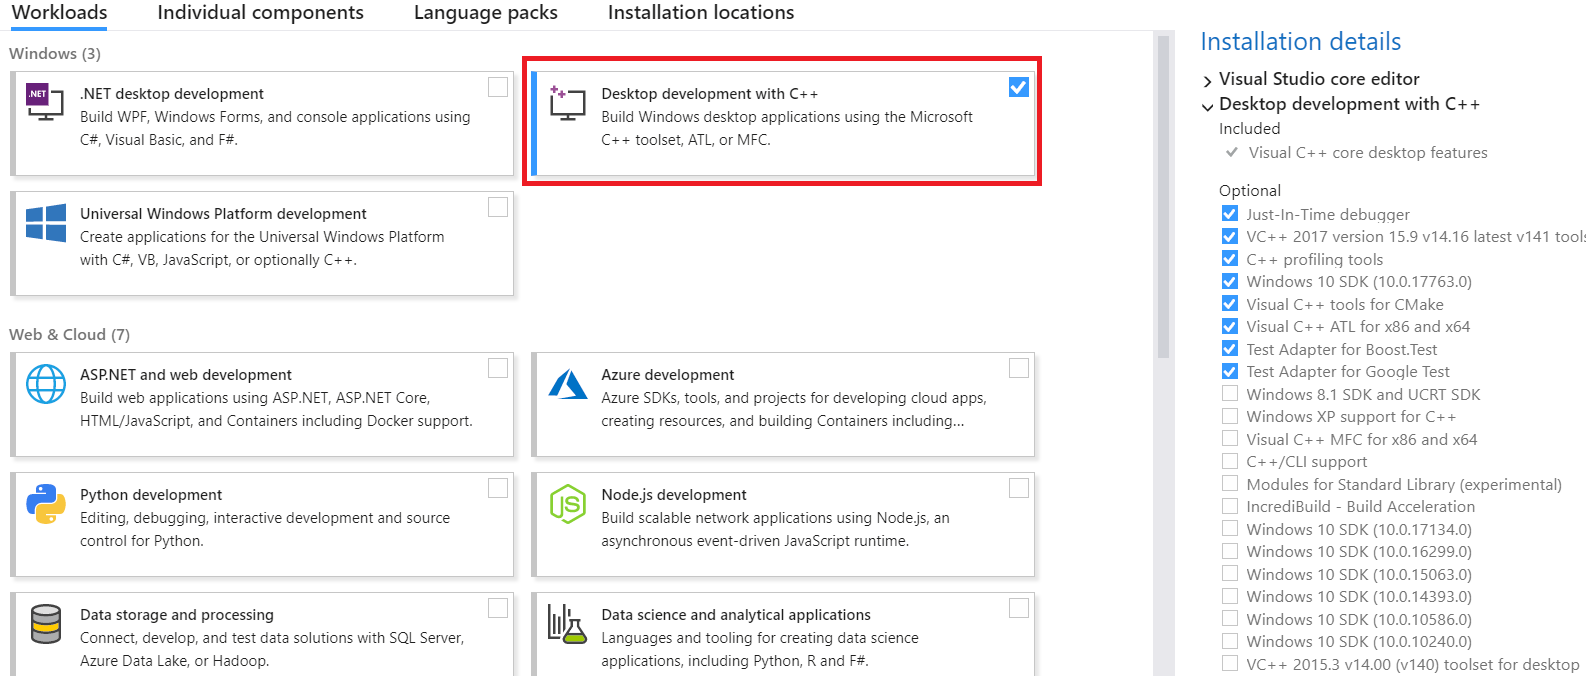 Workloads
Individual components
Language packs
Installation locations
Windows (3)
.NET
.NET desktop development
Build WPF, Windows Forms, and console applications using
C#, Visual Basic, and F#.
Desktop development with C++
Build Windows desktop applications using the Microsoft
C++ toolset, ATL, or MFC.
Universal Windows Platform development
Create applications for the Universal Windows Platform
with C#, VB, JavaScript, or optionally C++.
Web & Cloud (7)
ASP.NET and web development
Build web applications using ASP.NET, ASP.NET Core,
HTML/JavaScript, and Containers including Docker support.
Azure development
Azure SDKs, tools, and projects for developing cloud apps,
creating resources, and building Containers including...
Python development
Editing, debugging, interactive development and source
control for Python.
JS
Node.js development
Build scalable network applications using Node.js, an
asynchronous event-driven JavaScript runtime.
Data storage and processing
Connect, develop, and test data solutions with SQL Server,
Azure Data Lake, or Hadoop.
Data science and analytical applications
Languages and tooling for creating data science
applications, including Python, R and F#.
Installation details
Visual Studio core editor
Desktop development with C++
Included
Visual C++ core desktop features
Optional
Just-In-Time debugger
VC++ 2017 version 15.9 v14.16 latest v141 tools
C++ profiling tools
Windows 10 SDK (10.0.17763.0)
Visual C++ tools for CMake
Visual C++ ATL for x86 and x64
Test Adapter for Boost.Test
Test Adapter for Google Test
Windows 8.1 SDK and UCRT SDK
Windows XP support for C++
Visual C++ MFC for x86 and x64
C++/CLI support
Modules for Standard Library (experimental)
IncrediBuild - Build Acceleration
Windows 10 SDK (10.0.17134.0)
Windows 10 SDK (10.0.16299.0)
Windows 10 SDK (10.0.15063.0)
Windows 10 SDK (10.0.14393.0)
Windows 10 SDK (10.0.10586.0)
Windows 10 SDK (10.0.10240.0)
VC++ 2015.3 v14.00 (v140) toolset for desktop